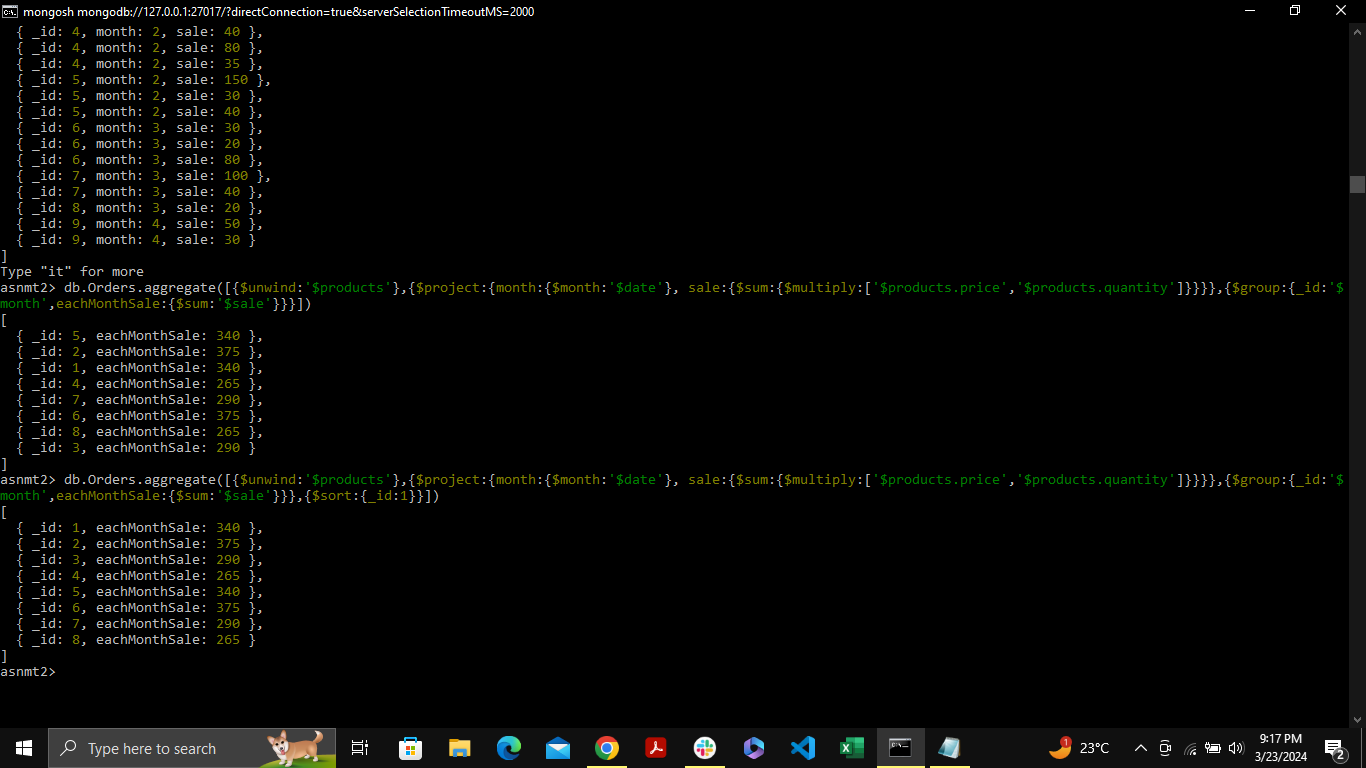 mongosh mongodb://127.0.0.1:27017/?directConnection=true&serverSelectionTimeoutMS=2000
{ _id: 4, month: 2, sale: 40 },
{ _id: 4, month: 2, sale: 80 },
{ _id: 4, month: 2, sale: 35 },
{ _id: 5, month: 2, sale: 150 },
{ _id: 5, month: 2, sale: 30 },
{ _id: 5, month: 2, sale: 40 },
{ _id: 6, month: 3, sale: 30 },
{ _id: 6, month: 3, sale: 20 },
{ _id: 6, month: 3, sale: 80 },
{ _id: 7, month: 3, sale: 100 },
{ _id: 7, month: 3, sale: 40 },
{ _id: 8, month: 3, sale: 20 },
{ _id: 9, month: 4, sale: 50 },
{ _id: 9, month: 4, sale: 30 }
]
Type "it" for more
asnmt2> db.Orders.aggregate([{$unwind:'$products'},{$project:{month:{$month:'$date'}, sale:{$sum:{$multiply:['$products.price','$products.quantity']}}}},{$group:{_id:'$
month',eachMonthSale:{$sum:'$sale'}}}])
[
{ _id: 5, eachMonthSale: 340 },
{ _id: 2, eachMonthSale: 375 },
{ _id: 1, eachMonthSale: 340 },
{ _id: 4, eachMonthSale: 265 },
{ _id: 7, eachMonthSale: 290 },
{ _id: 6, eachMonthSale: 375 },
{ _id: 8, eachMonthSale: 265 },
{ _id: 3, eachMonthSale: 290 }
]
asnmt2> db.Orders.aggregate([{$unwind:'$products'},{$project:{month:{$month:'$date'}, sale:{$sum:{$multiply:['$products.price','$products.quantity']}}}},{$group:{_id:'$
month',eachMonthSale:{$sum:'$sale'}}},{$sort:{_id:1}}])
[
{ _id: 1, eachMonthSale: 340 },
{ _id: 2, eachMonthSale: 375 },
{ _id: 3, eachMonthSale: 290 },
{ _id: 4, eachMonthSale: 265 },
{ _id: 5, eachMonthSale: 340 },
{ _id: 6, eachMonthSale: 375 },
{ _id: 7, eachMonthSale: 290 },
{ _id: 8, eachMonthSale: 265 }
]
asnmt2>
Type here to search
1
23°C
9:17 PM
3/23/2024
2